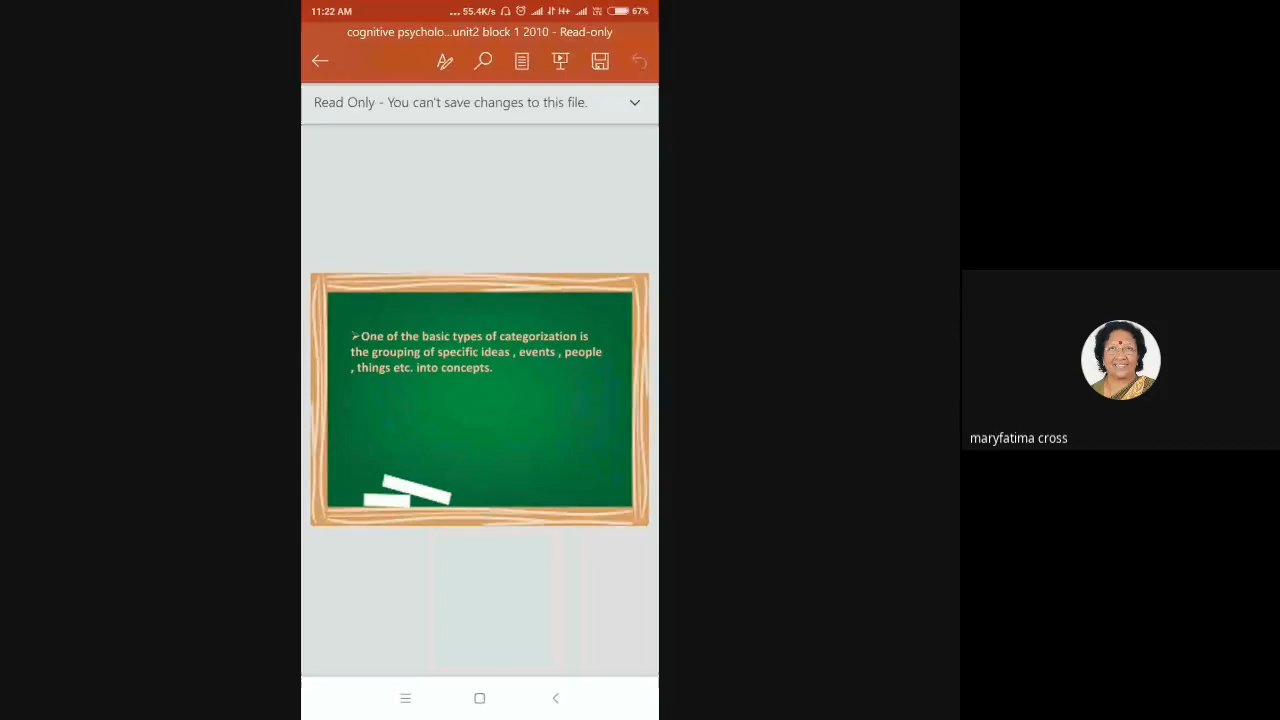 11:22 AM
... 55.4K/s
H+
67%
cognitive psycholo...unit2 block 1 2010 - Read-only
Read Only - You can't save changes to this file.
➢One of the basic types of categorization is
the grouping of specific ideas , events , people
, things etc. into concepts.
maryfatima cross